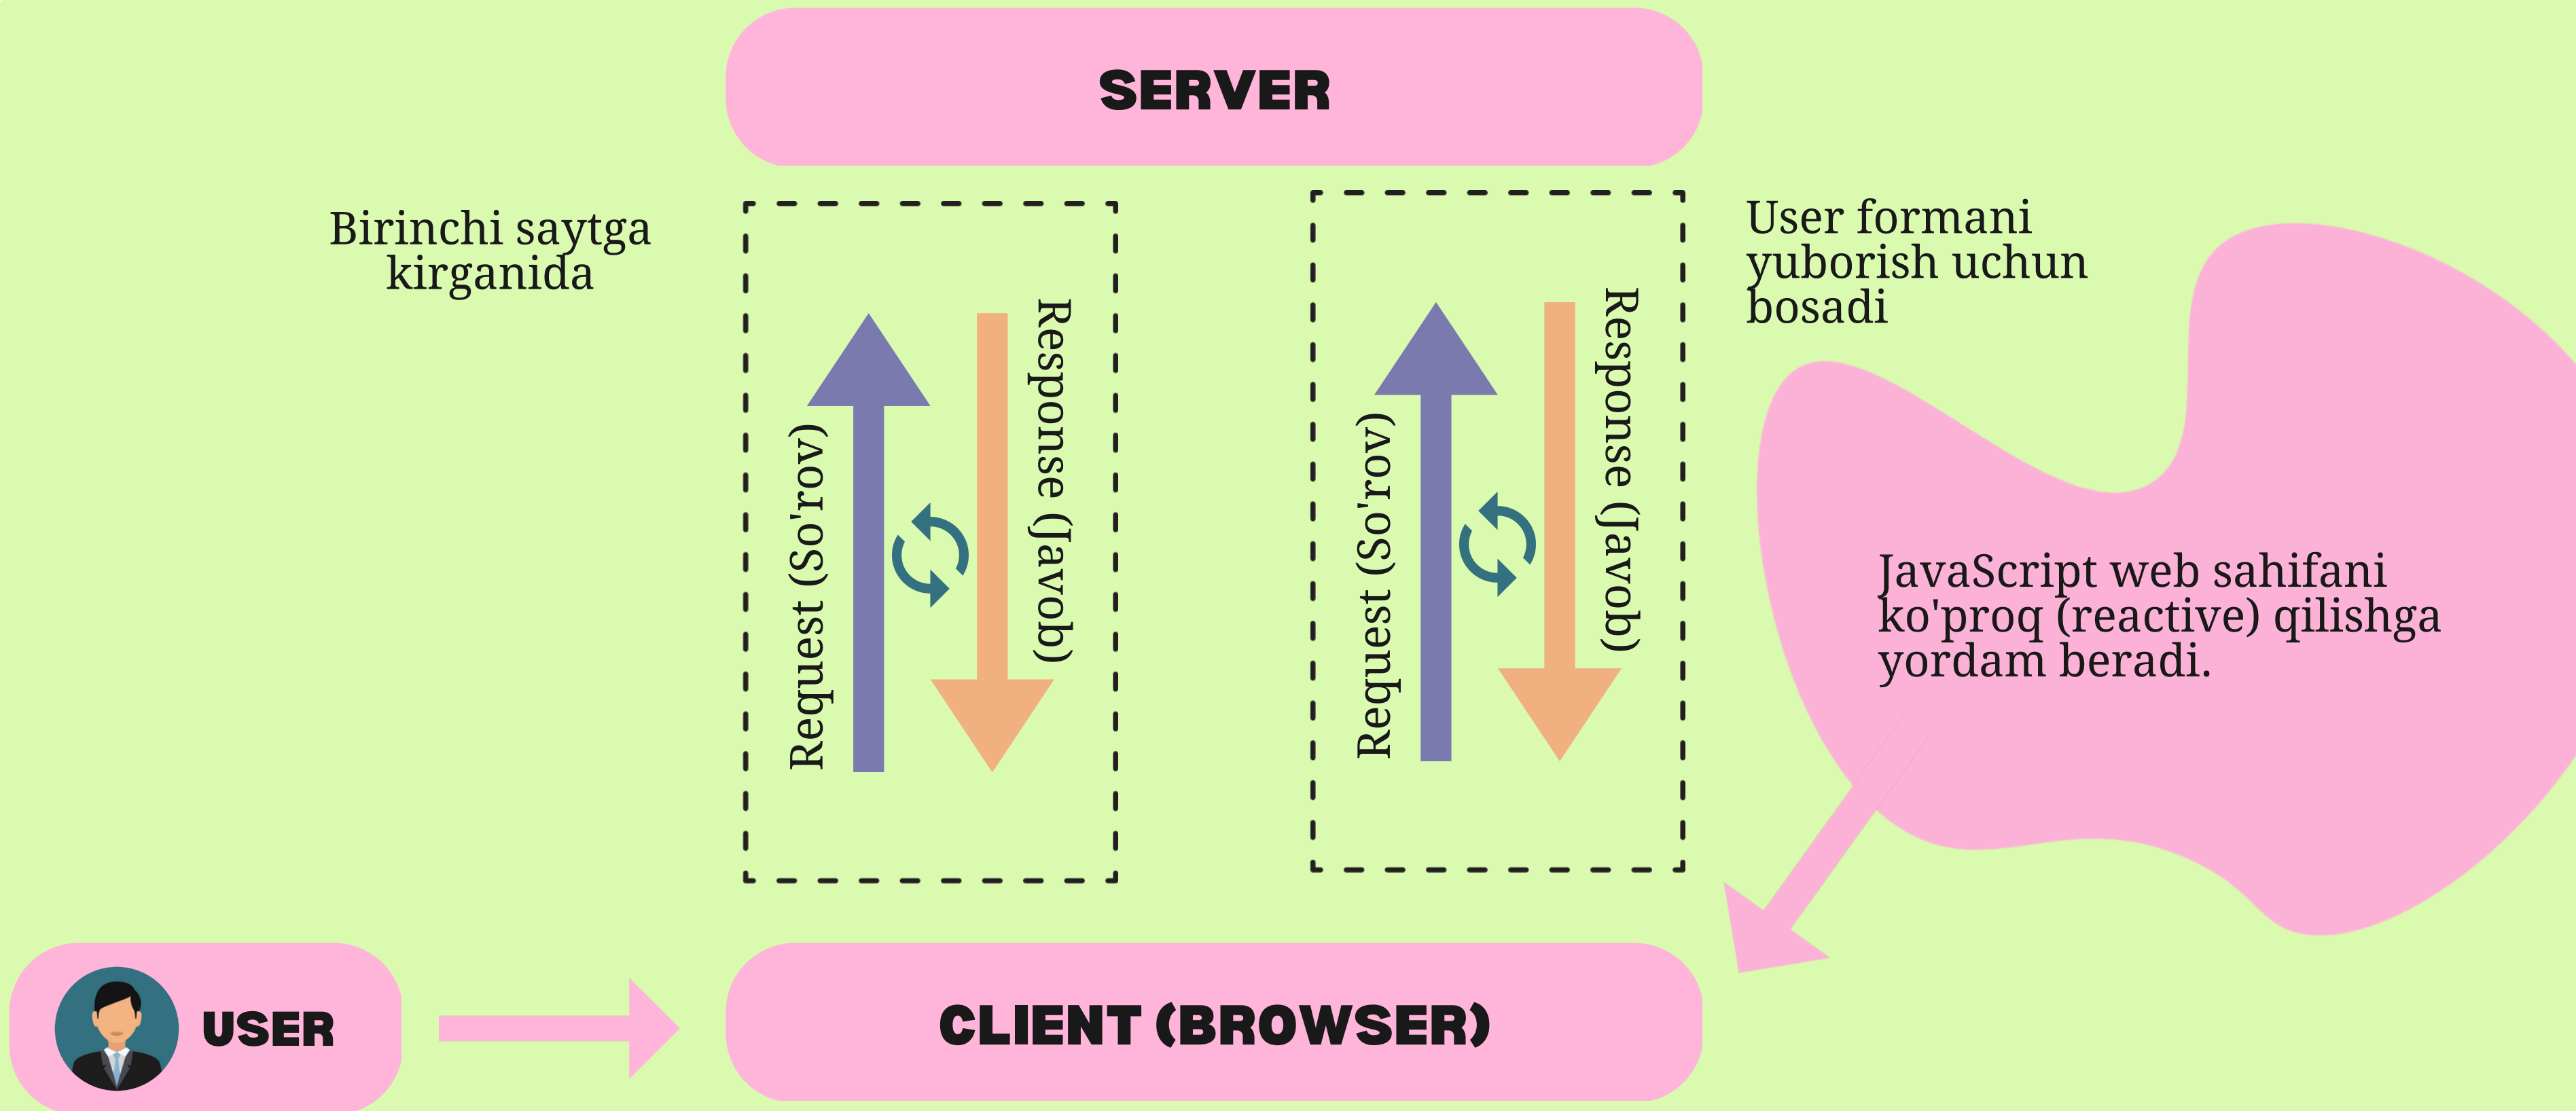 SERVER
Birinchi saytga
kirganida
Request (So'rov)
Response (Javob)
Request (So'rov)
Response (Javob)
User formani
yuborish uchun
bosadi
JavaScript web sahifani
ko'proq (reactive) qilishga
yordam beradi.
USER
CLIENT (BROWSER)